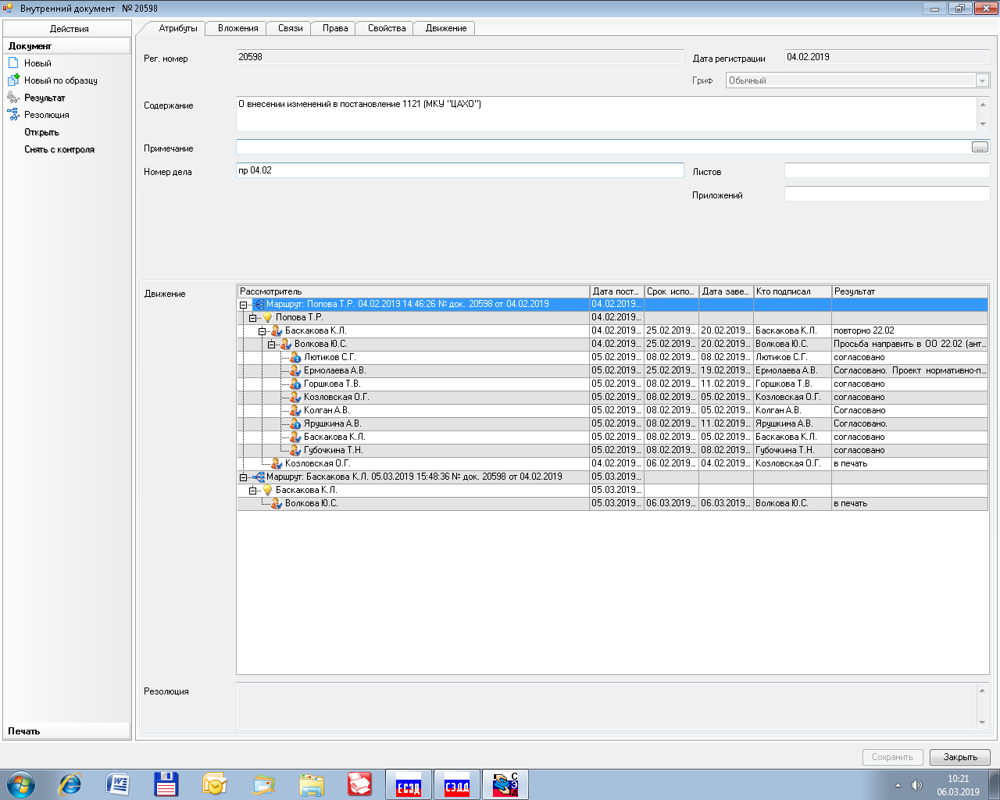 Внутренний документ № 20598
Действия
Документ
Новый
Новый по образцу
Результат
Резолюция
Открыть
Снять с контроля
Печать
Атрибуты Вложения Связи Права Свойства Движение
Рег. номер 20598 Дата регистрации 04.02.2019
Гриф Обычный
Содержание О внесении изменений в постановление 1121 (МКУ "ЦАХО")
Примечание ...
Номер дела пр 04.02 Листов
Приложений
Движение
Рассмотритель Дата пост... Срок испо... Дата заве... Кто подписал Результат
Маршрут: Попова Т.Р. 04.02.2019 14:46:26 № док. 20598 от 04.02.2019 04.02.2019...
Попова Т.Р. 04.02.2019...
Баскакова К.Л. 04.02.2019... 25.02.2019... 20.02.2019... Баскакова К.Л. повторно 22.02
Волкова Ю.С. 04.02.2019... 25.02.2019... 20.02.2019... Волкова Ю.С. Просьба направить в ОО 22.02 (ант...
Лютиков С.Г. 05.02.2019... 08.02.2019... 08.02.2019... Лютиков С.Г. согласовано
Ермолаева А.В. 05.02.2019... 25.02.2019... 19.02.2019... Ермолаева А.В. Согласовано. Проект нормативно-п...
Горшкова Т.В. 05.02.2019... 08.02.2019... 11.02.2019... Горшкова Т.В. согласовано
Козловская О.Г. 05.02.2019... 08.02.2019... 05.02.2019... Козловская О.Г. согласовано
Колган А.В. 05.02.2019... 08.02.2019... 08.02.2019... Колган А.В. Согласовано
Ярушкина А.В. 05.02.2019... 08.02.2019... 11.02.2019... Ярушкина А.В. Согласовано.
Баскакова К.Л. 05.02.2019... 08.02.2019... 05.02.2019... Баскакова К.Л. согласовано
Губочкина Т.Н. 05.02.2019... 08.02.2019... 08.02.2019... Губочкина Т.Н. согласовано
Козловская О.Г. 04.02.2019... 06.02.2019... 04.02.2019... Козловская О.Г. в печать
Маршрут: Баскакова К.Л. 05.03.2019 15:48:36 № док. 20598 от 04.02.2019 05.03.2019...
Баскакова К.Л. 05.03.2019...
Волкова Ю.С. 05.03.2019... 06.03.2019... 06.03.2019... Волкова Ю.С. в печать
Резолюция
Сохранить Закрыть
ЕСЭД СЭДД СЭД
10:21
06.03.2019